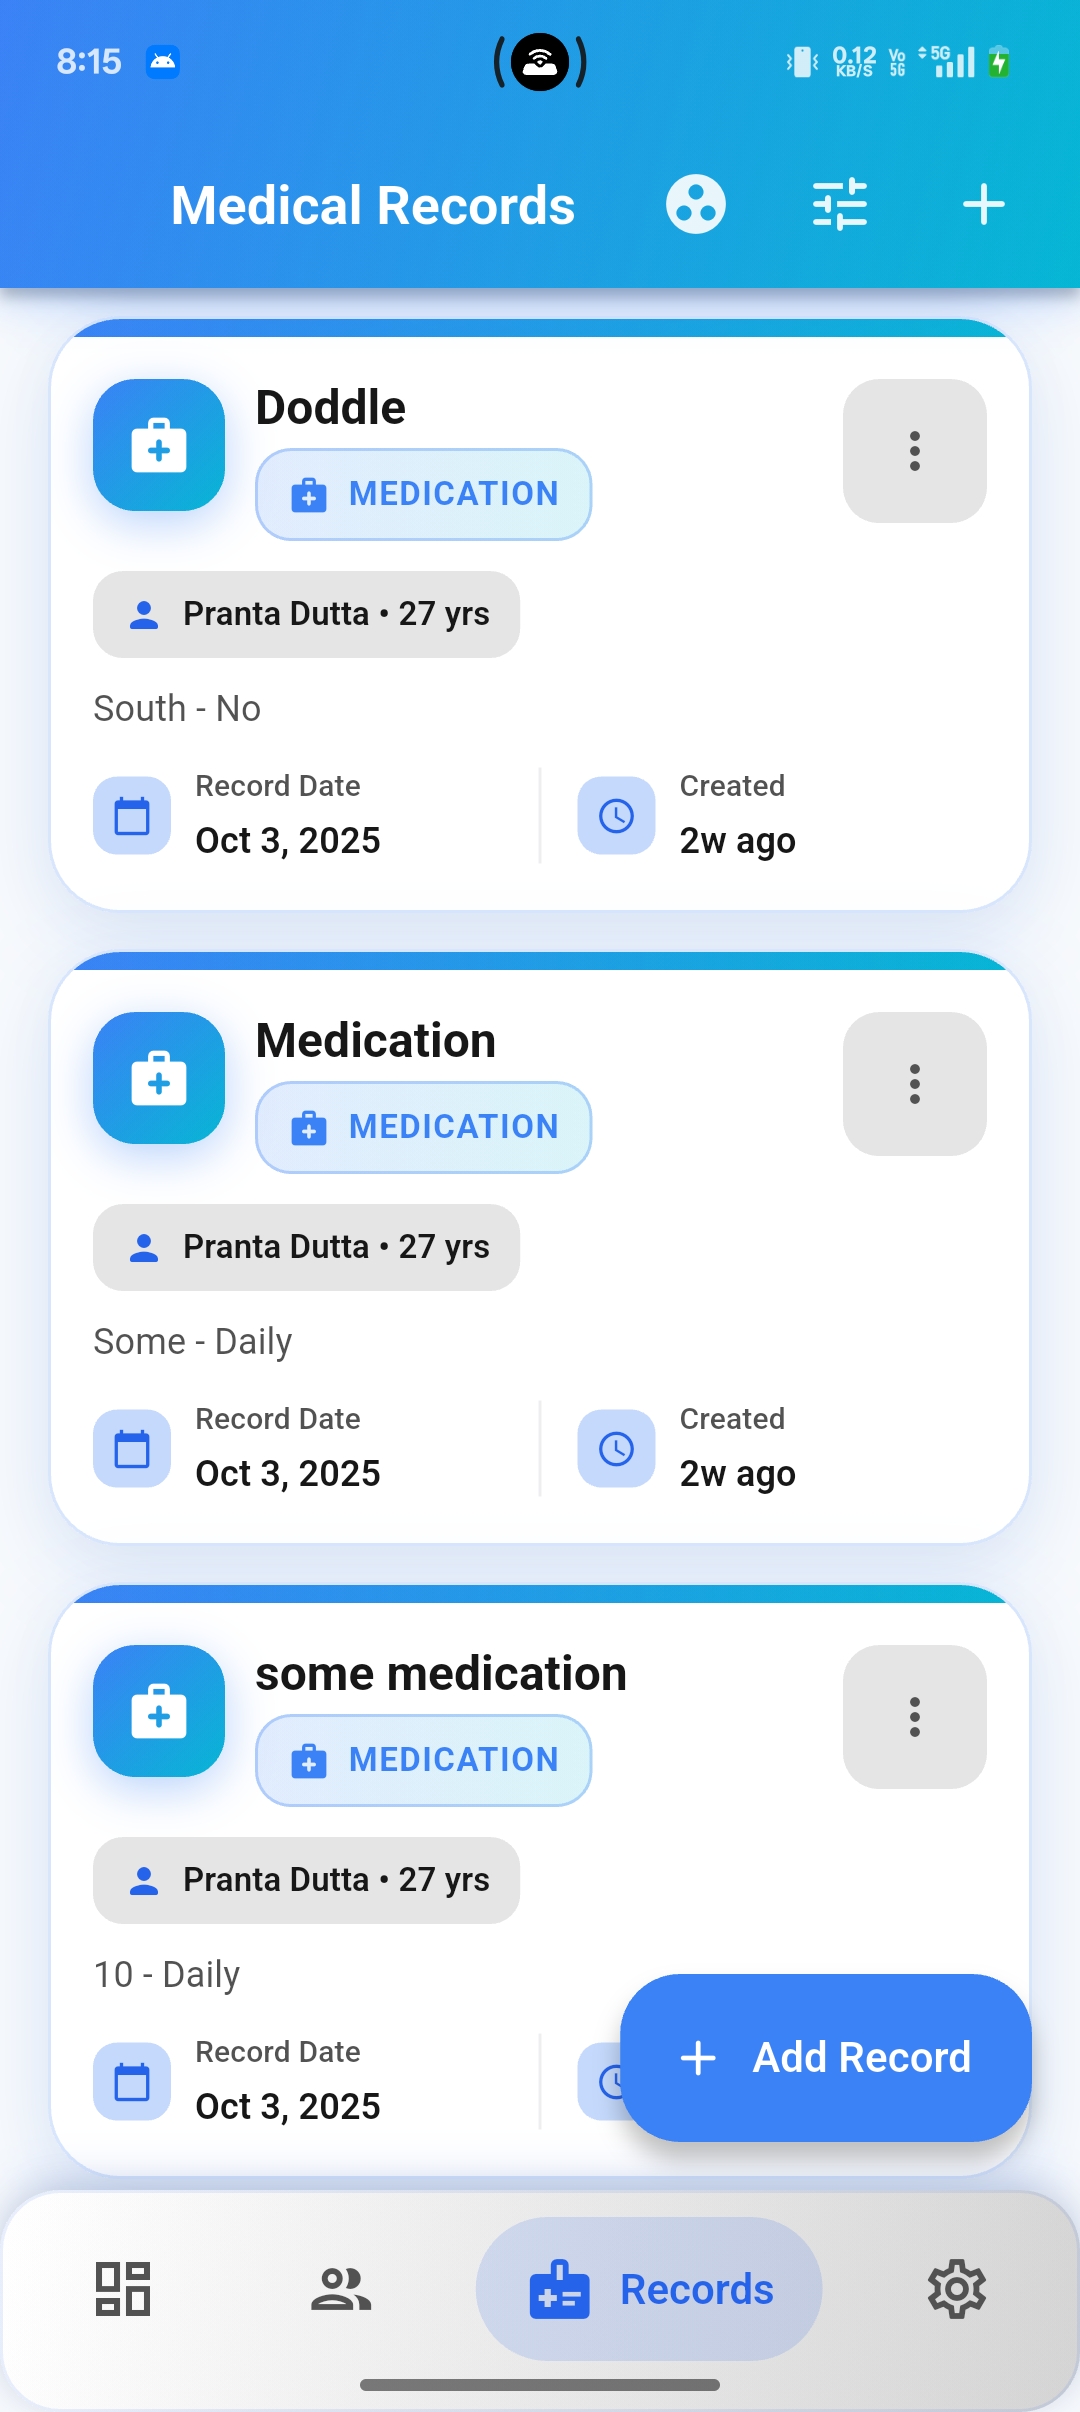 8:15
0.12
KB/S
Vo
5G
5G
Medical Records
Doddle
MEDICATION
Pranta Dutta • 27 yrs
South - No
Record Date
Created
Oct 3, 2025
2w ago
Medication
MEDICATION
Pranta Dutta • 27 yrs
Some - Daily
Record Date
Created
Oct 3, 2025
2w ago
some medication
MEDICATION
Pranta Dutta • 27 yrs
10 - Daily
Record Date
Oct 3, 2025
Add Record
Records